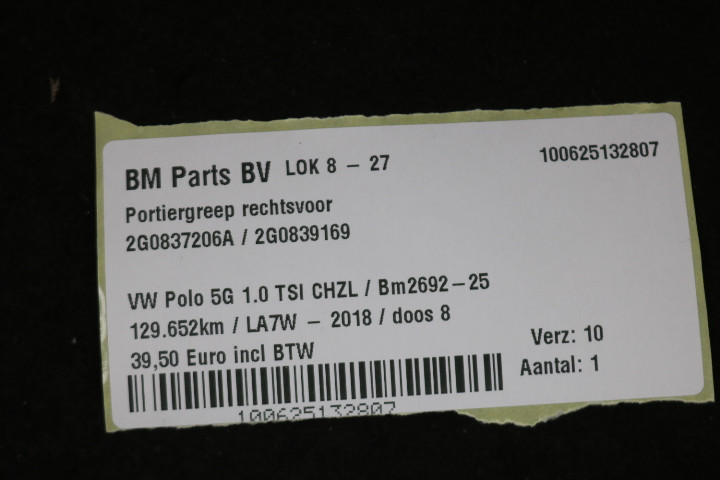 BM Parts BV LOK 8 – 27
100625132807
Portiergreep rechtsvoor
2G0837206A / 2G0839169
VW Polo 5G 1.0 TSI CHZL / Bm2692–25
129.652km / LA7W – 2018 / doos 8
39,50 Euro incl BTW
Verz: 10
Aantal: 1
100625132807